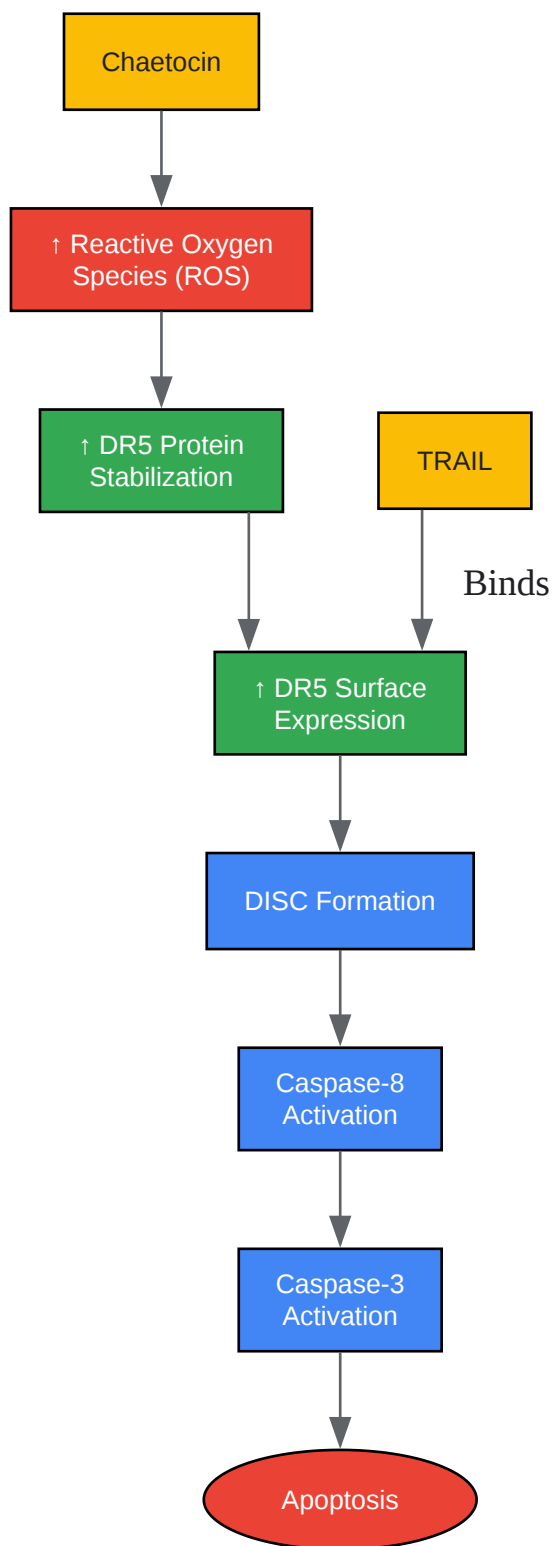 Chaetocin
↑ Reactive Oxygen
Species (ROS)
↑ DR5 Protein
Stabilization
TRAIL
Binds
↑ DR5 Surface
Expression
DISC Formation
Caspase-8
Activation
Caspase-3
Activation
Apoptosis